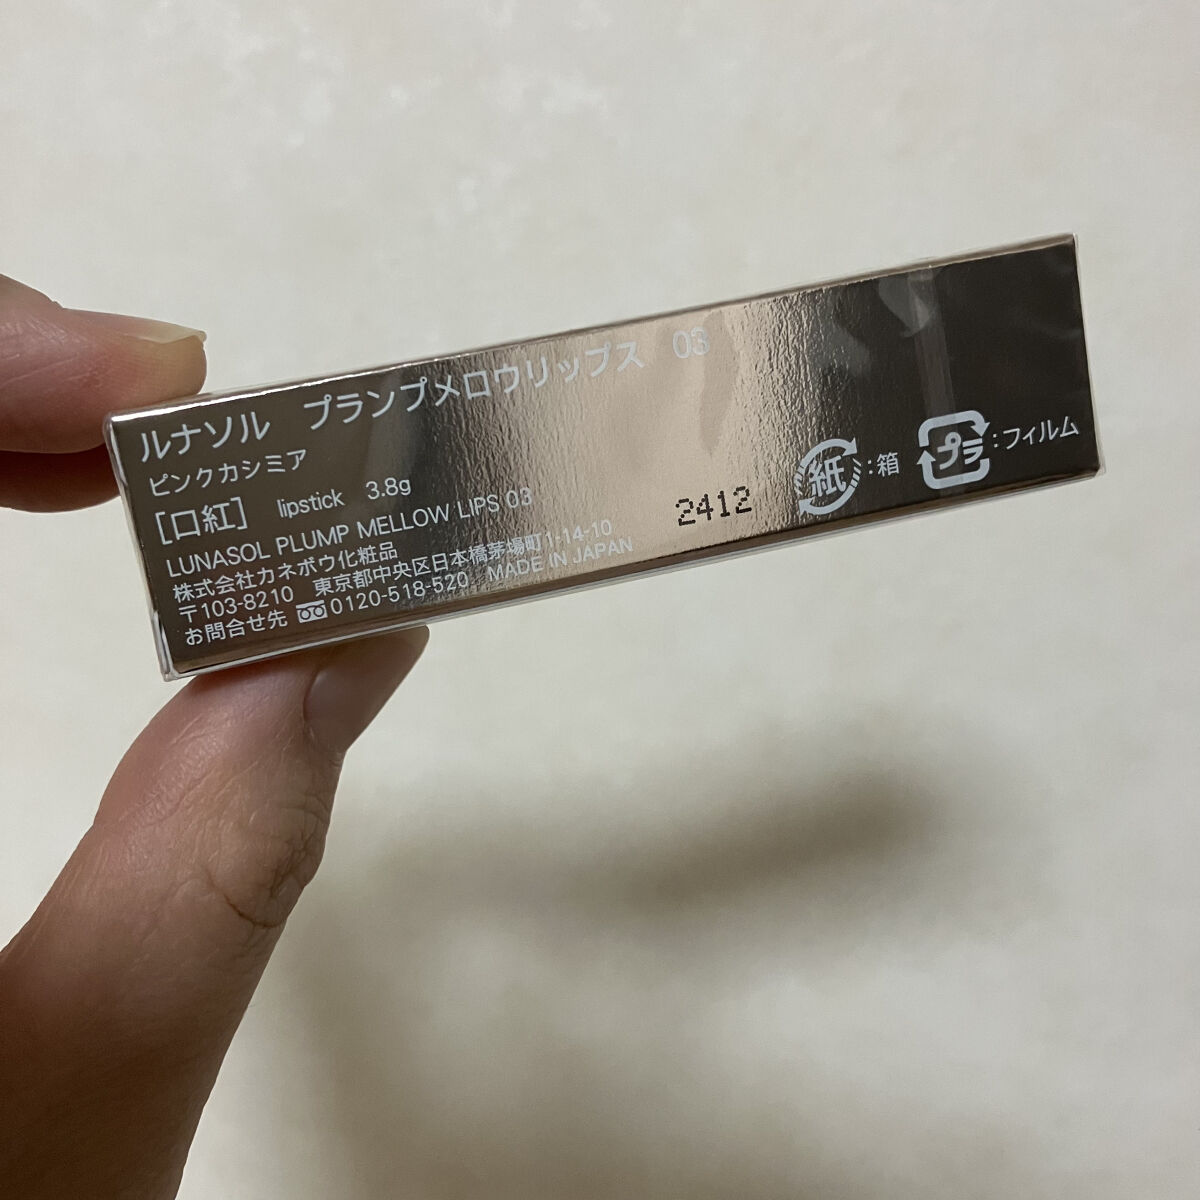 ルナソル　プランプメロウリップス　03
ピンクカシミア
［口紅］　lipstick　3.8g
LUNASOL PLUMP MELLOW LIPS 03
株式会社カネボウ化粧品
〒103-8210　東京都中央区日本橋茅場町1-14-10
お問合せ先 0120-518-520　MADE IN JAPAN
2412
紙：箱
プラ：フィルム